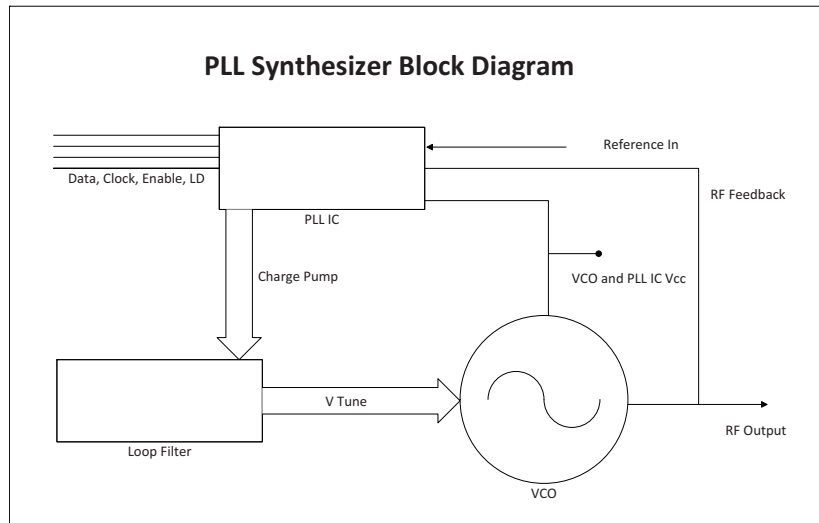 PLL Synthesizer Block Diagram
Reference In
Data, Clock, Enable, LD
RF Feedback
PLL IC
Charge Pump
VCO and PLL IC Vcc
V Tune
RF Output
Loop Filter
VCO